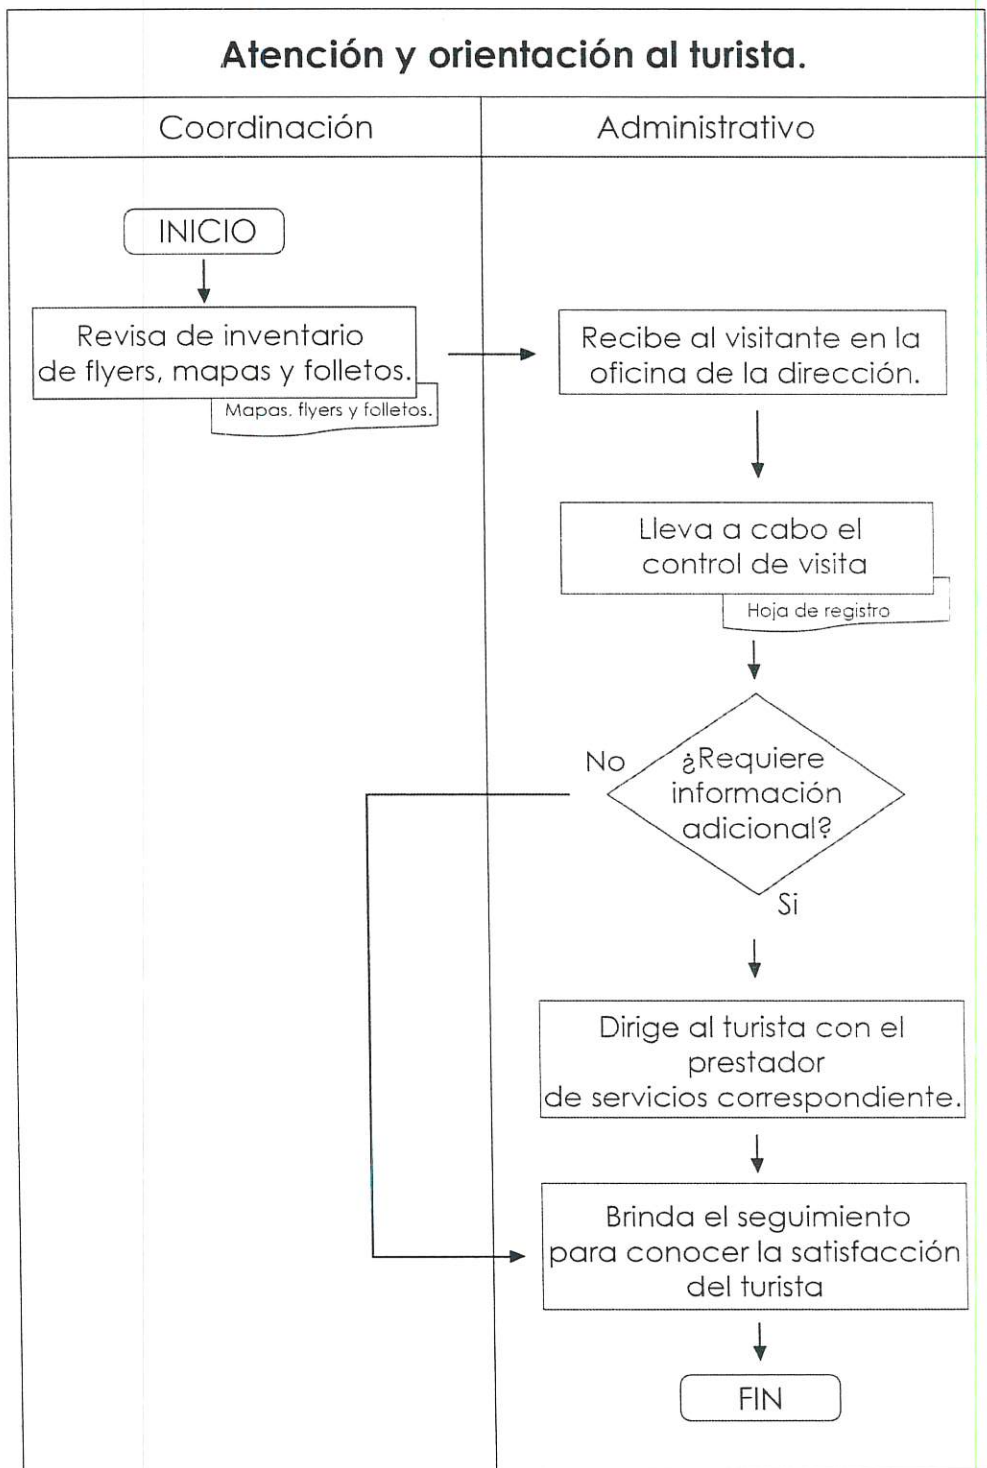 Atención y orientación al turista.
Coordinación
Administrativo
INICIO
Revisa de inventario
de flyers, mapas y folletos.
Mapas, flyers y folletos.
Recibe al visitante en la
oficina de la dirección.
Lleva a cabo el
control de visita
Hoja de registro
No
¿Requiere
información
adicional?
Si
Dirige al turista con el
prestador
de servicios correspondiente.
Brinda el seguimiento
para conocer la satisfacción
del turista
FIN